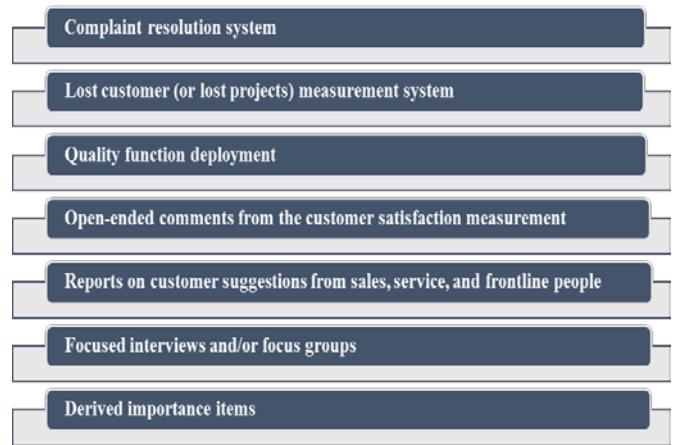 Complaint resolution system
Lost customer (or lost projects) measurement system
Quality function deployment
Open-ended comments from the customer satisfaction measurement
Reports on customer suggestions from sales, service, and frontline people
Focused interviews and/or focus groups
Derived importance items